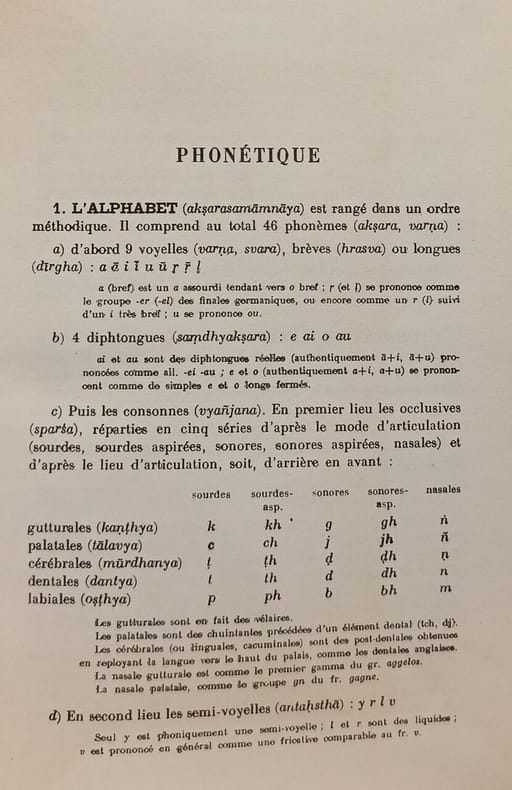 PHONÉTIQUE
1. L'ALPHABET (akṣarasamāmnāya) est rangé dans un ordre
méthodique. Il comprend au total 46 phonèmes (akṣara, varṇa) :
a) d'abord 9 voyelles (varṇa, svara), brèves (hrasva) ou longues
(dīrgha) : a ā i ī u ū ṛ ṝ ḷ
a (bref) est un a assourdi tendant vers o bref ; ṛ (et ḷ) se prononce comme
le groupe -er (-el) des finales germaniques, ou encore comme un r (l) suivi
d'un i très bref ; u se prononce ou.
b) 4 diphtongues (saṃdhyakṣara) : e ai o au
ai et au sont des diphtongues réelles (authentiquement ā+i, ā+u) pro-
noncées comme all. -ei -au ; e et o (authentiquement a+i, a+u) se pronon-
cent comme de simples e et o longs fermés.
c) Puis les consonnes (vyañjana). En premier lieu les occlusives
(sparśa), réparties en cinq séries d'après le mode d'articulation
(sourdes, sourdes aspirées, sonores, sonores aspirées, nasales) et
d'après le lieu d'articulation, soit, d'arrière en avant :
sourdes sourdes- sonores sonores- nasales
asp. asp.
gutturales (kaṇṭhya) k kh g gh ṅ
palatales (tālavya) c ch j jh ñ
cérébrales (mūrdhanya) ṭ ṭh ḍ ḍh ṇ
dentales (dantya) t th d dh n
labiales (oṣṭhya) p ph b bh m
Les gutturales sont en fait des vélaires.
Les palatales sont des chuintantes précédées d'un élément dental (tch, dj).
Les cérébrales (ou linguales, cacuminales) sont des post-dentales obtenues
en reployant la langue vers le haut du palais, comme les dentales anglaises.
La nasale gutturale est comme le premier gamma du gr. aggelos.
La nasale palatale, comme le groupe gn du fr. gagne.
d) En second lieu les semi-voyelles (antaḥsthā) : y r l v
Seul y est phoniquement une semi-voyelle ; l et r sont des liquides ;
v est prononcé en général comme une fricative comparable au fr. v.